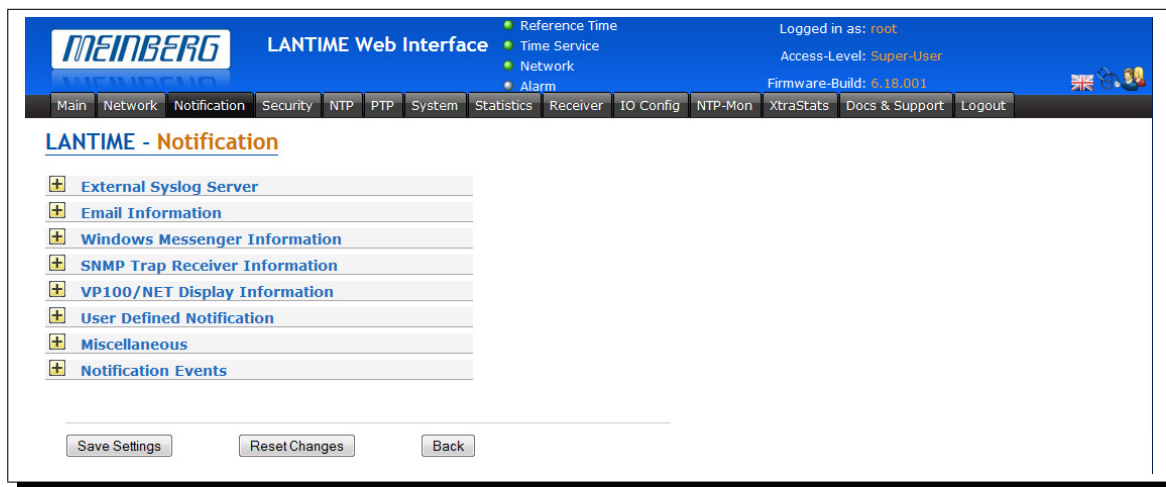 MEINBERG
LANTIME Web Interface
Reference Time
Time Service
Network
Alarm
Logged in as: root
Access-Level: Super-User
Firmware-Build: 6.18.001
Main Network Notification Security NTP PTP System Statistics Receiver IO Config NTP-Mon XtraStats Docs & Support Logout
LANTIME - Notification
External Syslog Server
Email Information
Windows Messenger Information
SNMP Trap Receiver Information
VP100/NET Display Information
User Defined Notification
Miscellaneous
Notification Events
Save Settings Reset Changes Back